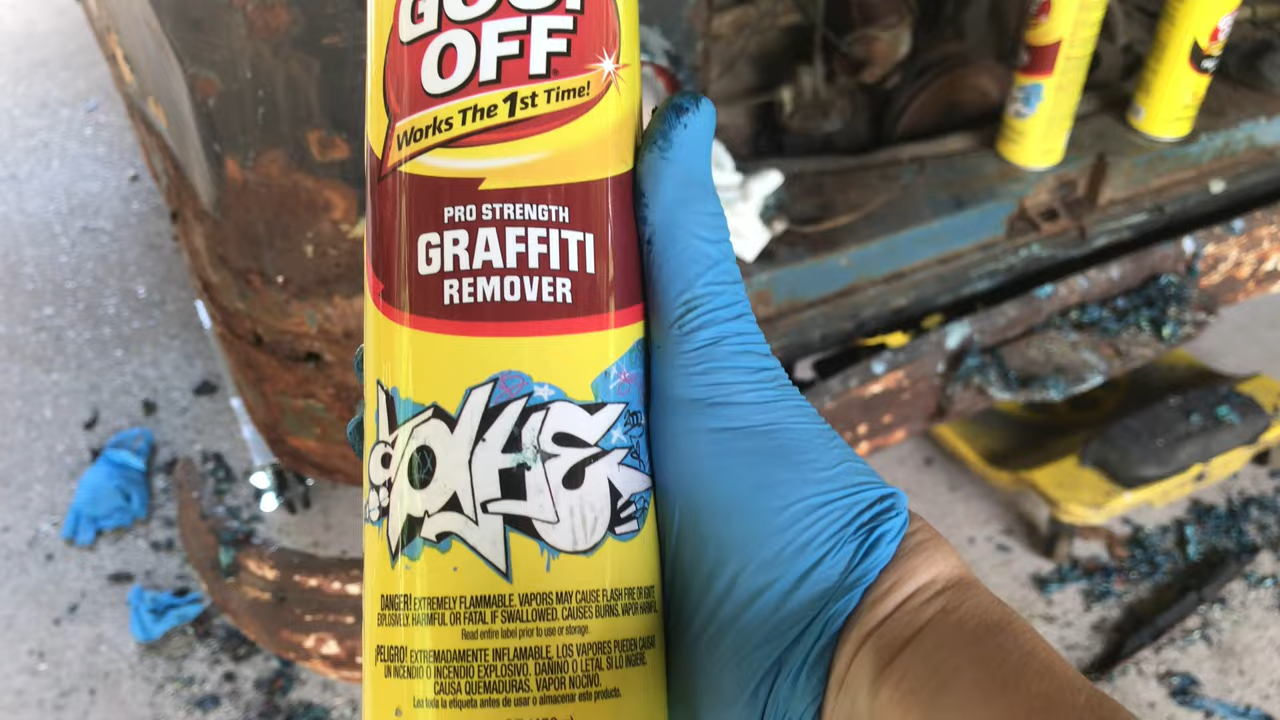 GOOF
OFF
Works The 1st Time!
PRO STRENGTH
GRAFFITI
REMOVER
DANGER! EXTREMELY FLAMMABLE. VAPORS MAY CAUSE FLASH FIRE OR IGNITE
EXPLOSIVELY. HARMFUL OR FATAL IF SWALLOWED. CAUSES BURNS. VAPOR HARMFUL.
Read entire label prior to use or storage.
¡PELIGRO! EXTREMADAMENTE INFLAMABLE, LOS VAPORES PUEDEN CAUSAR
UN INCENDIO O INCENDIO EXPLOSIVO. DAÑINO O LETAL SI LO INGIERE.
CAUSA QUEMADURAS. VAPOR NOCIVO.
Lea toda la etiqueta antes de usar o almacenar este producto.